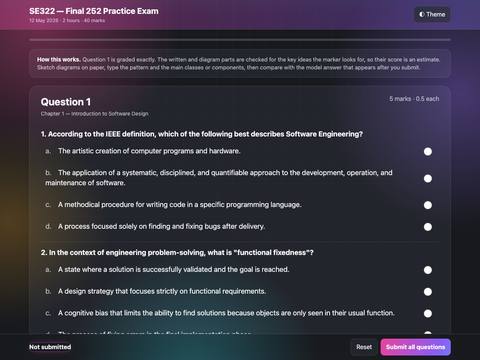 SE322 — Final 252 Practice Exam
12 May 2026 · 2 hours · 40 marks
Theme
How this works. Question 1 is graded exactly. The written and diagram parts are checked for the key ideas the marker looks for, so their score is an estimate.
Sketch diagrams on paper, type the pattern and the main classes or components, then compare with the model answer that appears after you submit.
Question 1
5 marks · 0.5 each
Chapter 1 — Introduction to Software Design
1. According to the IEEE definition, which of the following best describes Software Engineering?
a. The artistic creation of computer programs and hardware.
b. The application of a systematic, disciplined, and quantifiable approach to the development, operation, and
maintenance of software.
c. A methodical procedure for writing code in a specific programming language.
d. A process focused solely on finding and fixing bugs after delivery.
2. In the context of engineering problem-solving, what is "functional fixedness"?
a. A state where a solution is successfully validated and the goal is reached.
b. A design strategy that focuses strictly on functional requirements.
c. A cognitive bias that limits the ability to find solutions because objects are only seen in their usual function.
Not submitted
Reset
Submit all questions